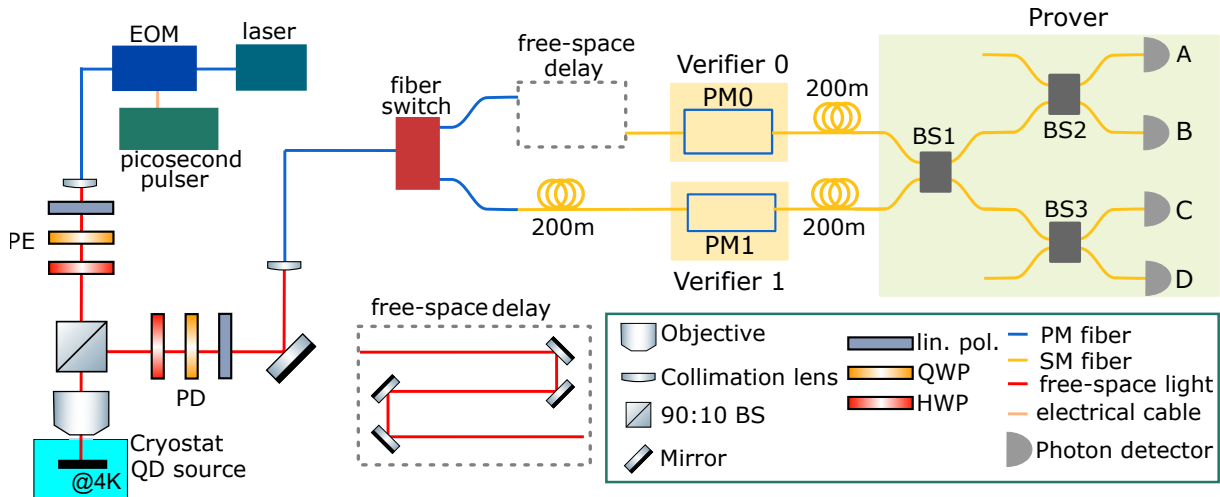 EOM
laser
picosecond
pulser
PE
PD
Cryostat
QD source
@4K
fiber
switch
free-space
delay
200m
Verifier 0
PM0
200m
PM1
Verifier 1
200m
Prover
BS1
BS2
BS3
A
B
C
D
free-space delay
Objective
Collimation lens
90:10 BS
Mirror
lin. pol.
QWP
HWP
PM fiber
SM fiber
free-space light
electrical cable
Photon detector